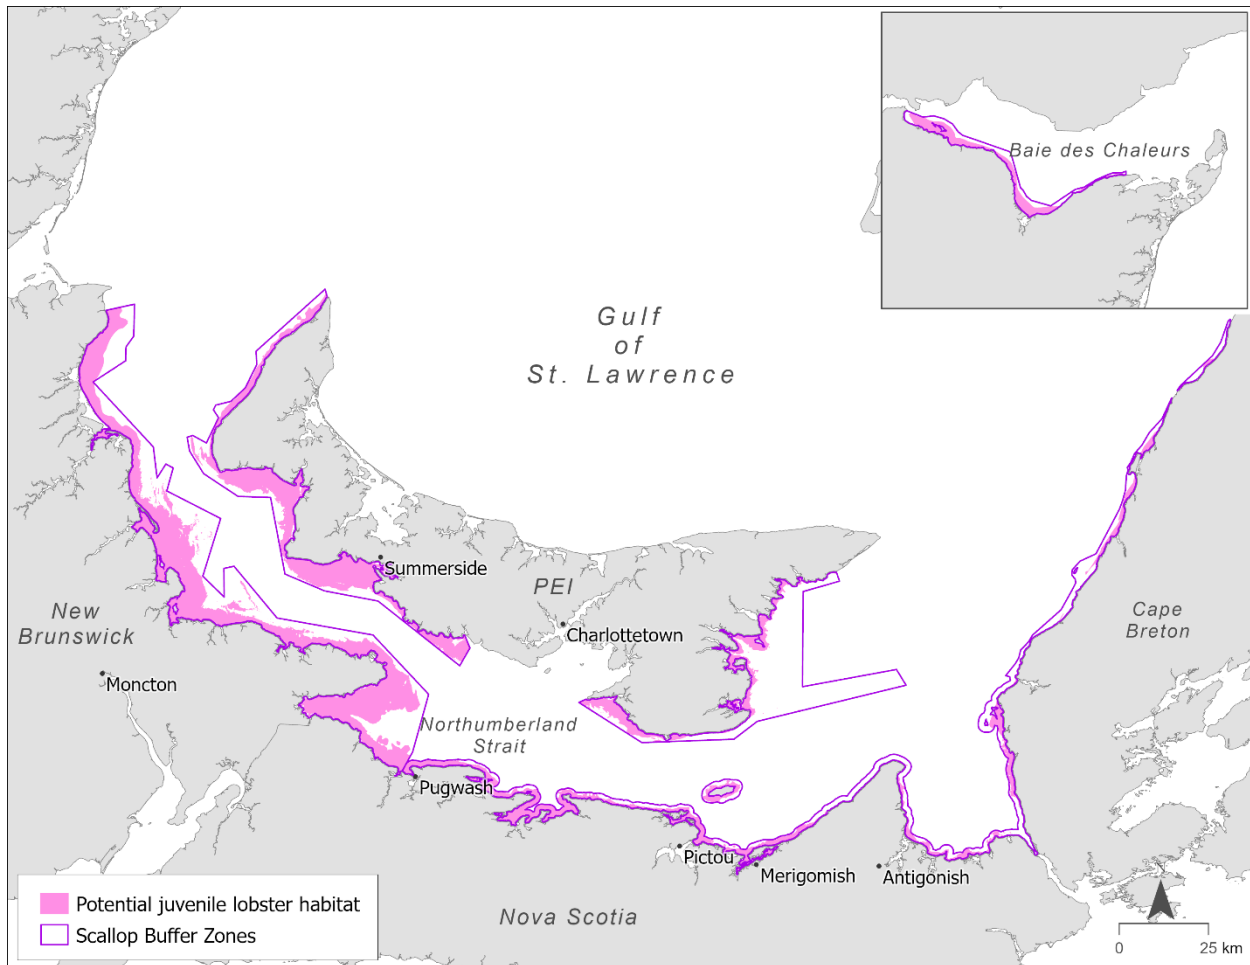 Baie des Chaleurs
Gulf
of
St. Lawrence
Summerside
PEI
New
Brunswick
Charlottetown
Cape
Breton
Moncton
Northumberland
Strait
Pugwash
Pictou
Merigomish
Antigonish
Nova Scotia
Potential juvenile lobster habitat
Scallop Buffer Zones
0 25 km